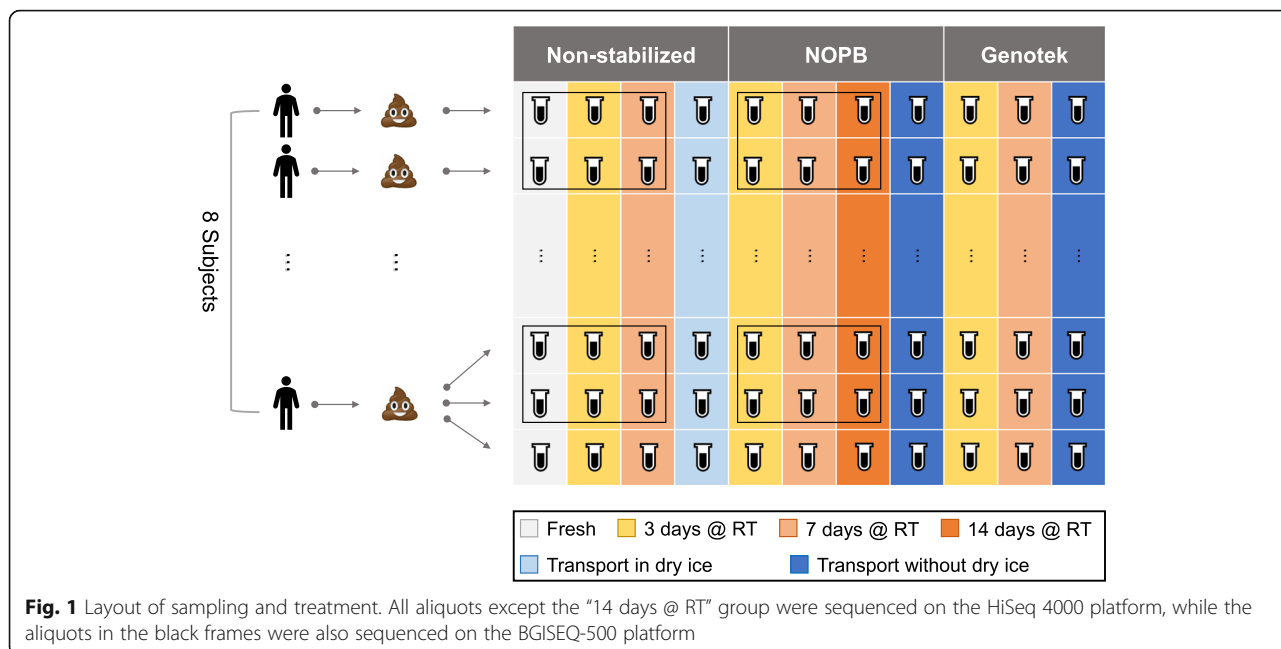 Non-stabilized NOPB Genotek
8 Subjects
Fresh 3 days @ RT 7 days @ RT 14 days @ RT
Transport in dry ice Transport without dry ice
Fig. 1 Layout of sampling and treatment. All aliquots except the “14 days @ RT” group were sequenced on the HiSeq 4000 platform, while the
aliquots in the black frames were also sequenced on the BGISEQ-500 platform